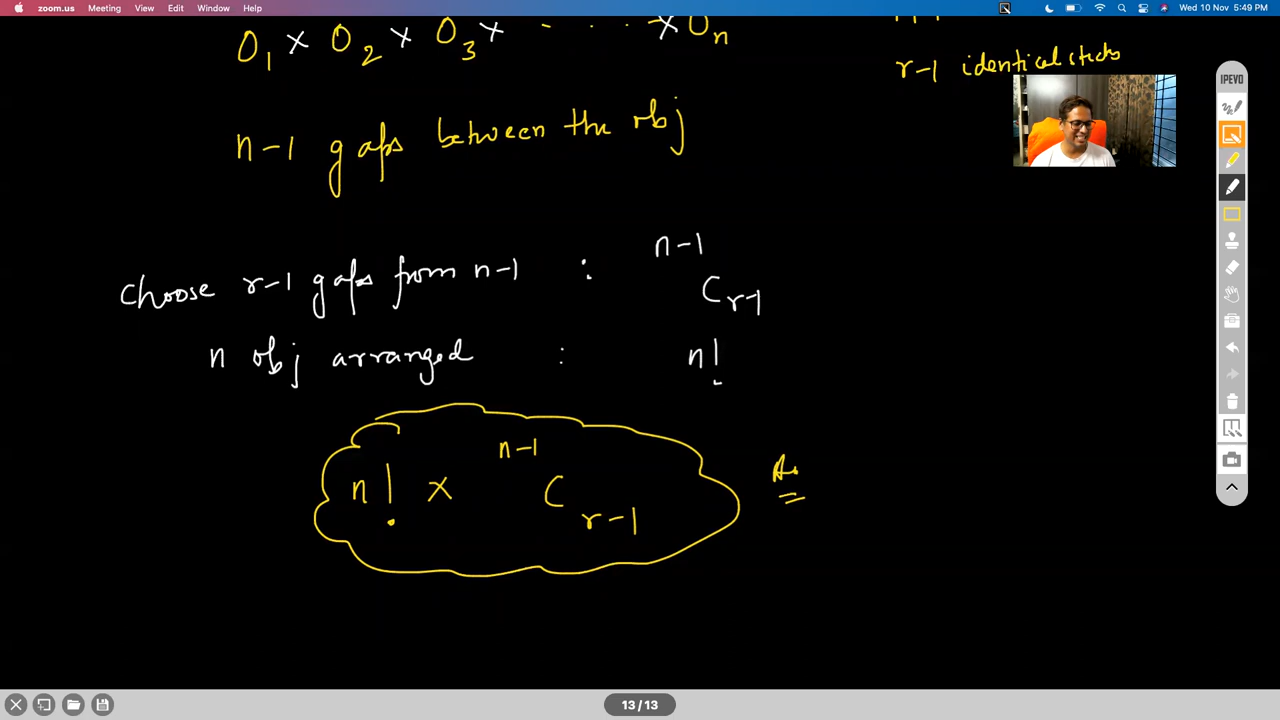 zoom.us Meeting View Edit Window Help Wed 10 Nov 5:49 PM
O1 × O2 × O3 × - · · · × On
r-1 identical sticks
IPEVO
n-1 gaps between the obj
choose r-1 gaps from n-1 : n-1 C r-1
n obj arranged : n!
n! × n-1 C r-1
13/13